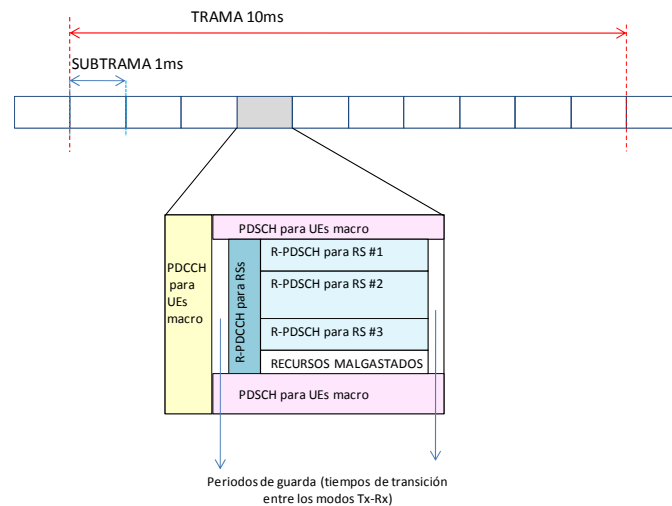 TRAMA 10ms
SUBTRAMA 1ms
PDSCH para UEs macro
PDCCH
para
UEs
macro
R-PDCCH para RSs
R-PDSCH para RS #1
R-PDSCH para RS #2
R-PDSCH para RS #3
RECURSOS MALGASTADOS
PDSCH para UEs macro
Periodos de guarda (tiempos de transición
entre los modos Tx-Rx)